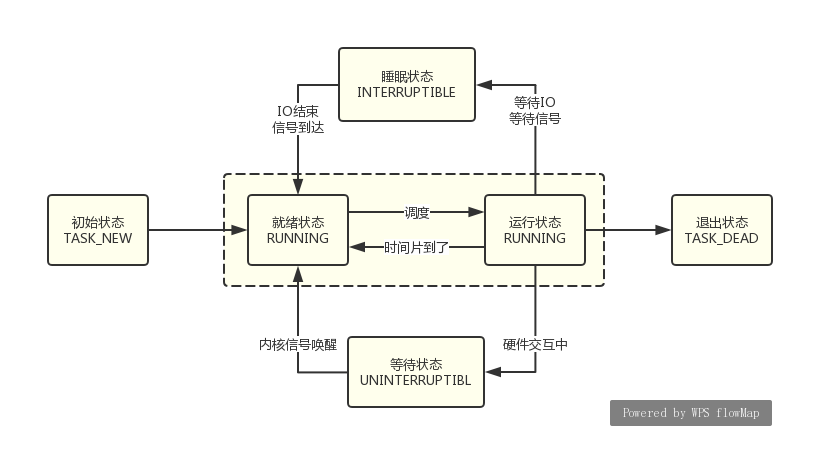 睡眠状态
INTERRUPTIBLE
IO结束
信号到达
等待IO
等待信号
初始状态
TASK_NEW
就绪状态
RUNNING
调度
时间片到了
运行状态
RUNNING
退出状态
TASK_DEAD
内核信号唤醒
等待状态
UNINTERRUPTIBL
硬件交互中
Powered by WPS flowMap